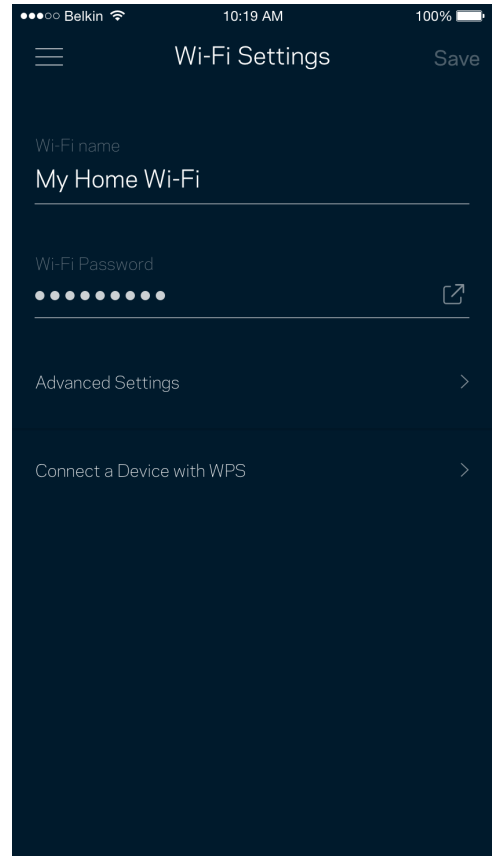 Belkin 10:19 AM 100%
Wi-Fi Settings Save
Wi-Fi name
My Home Wi-Fi
Wi-Fi Password
●●●●●●●●●
Advanced Settings
Connect a Device with WPS